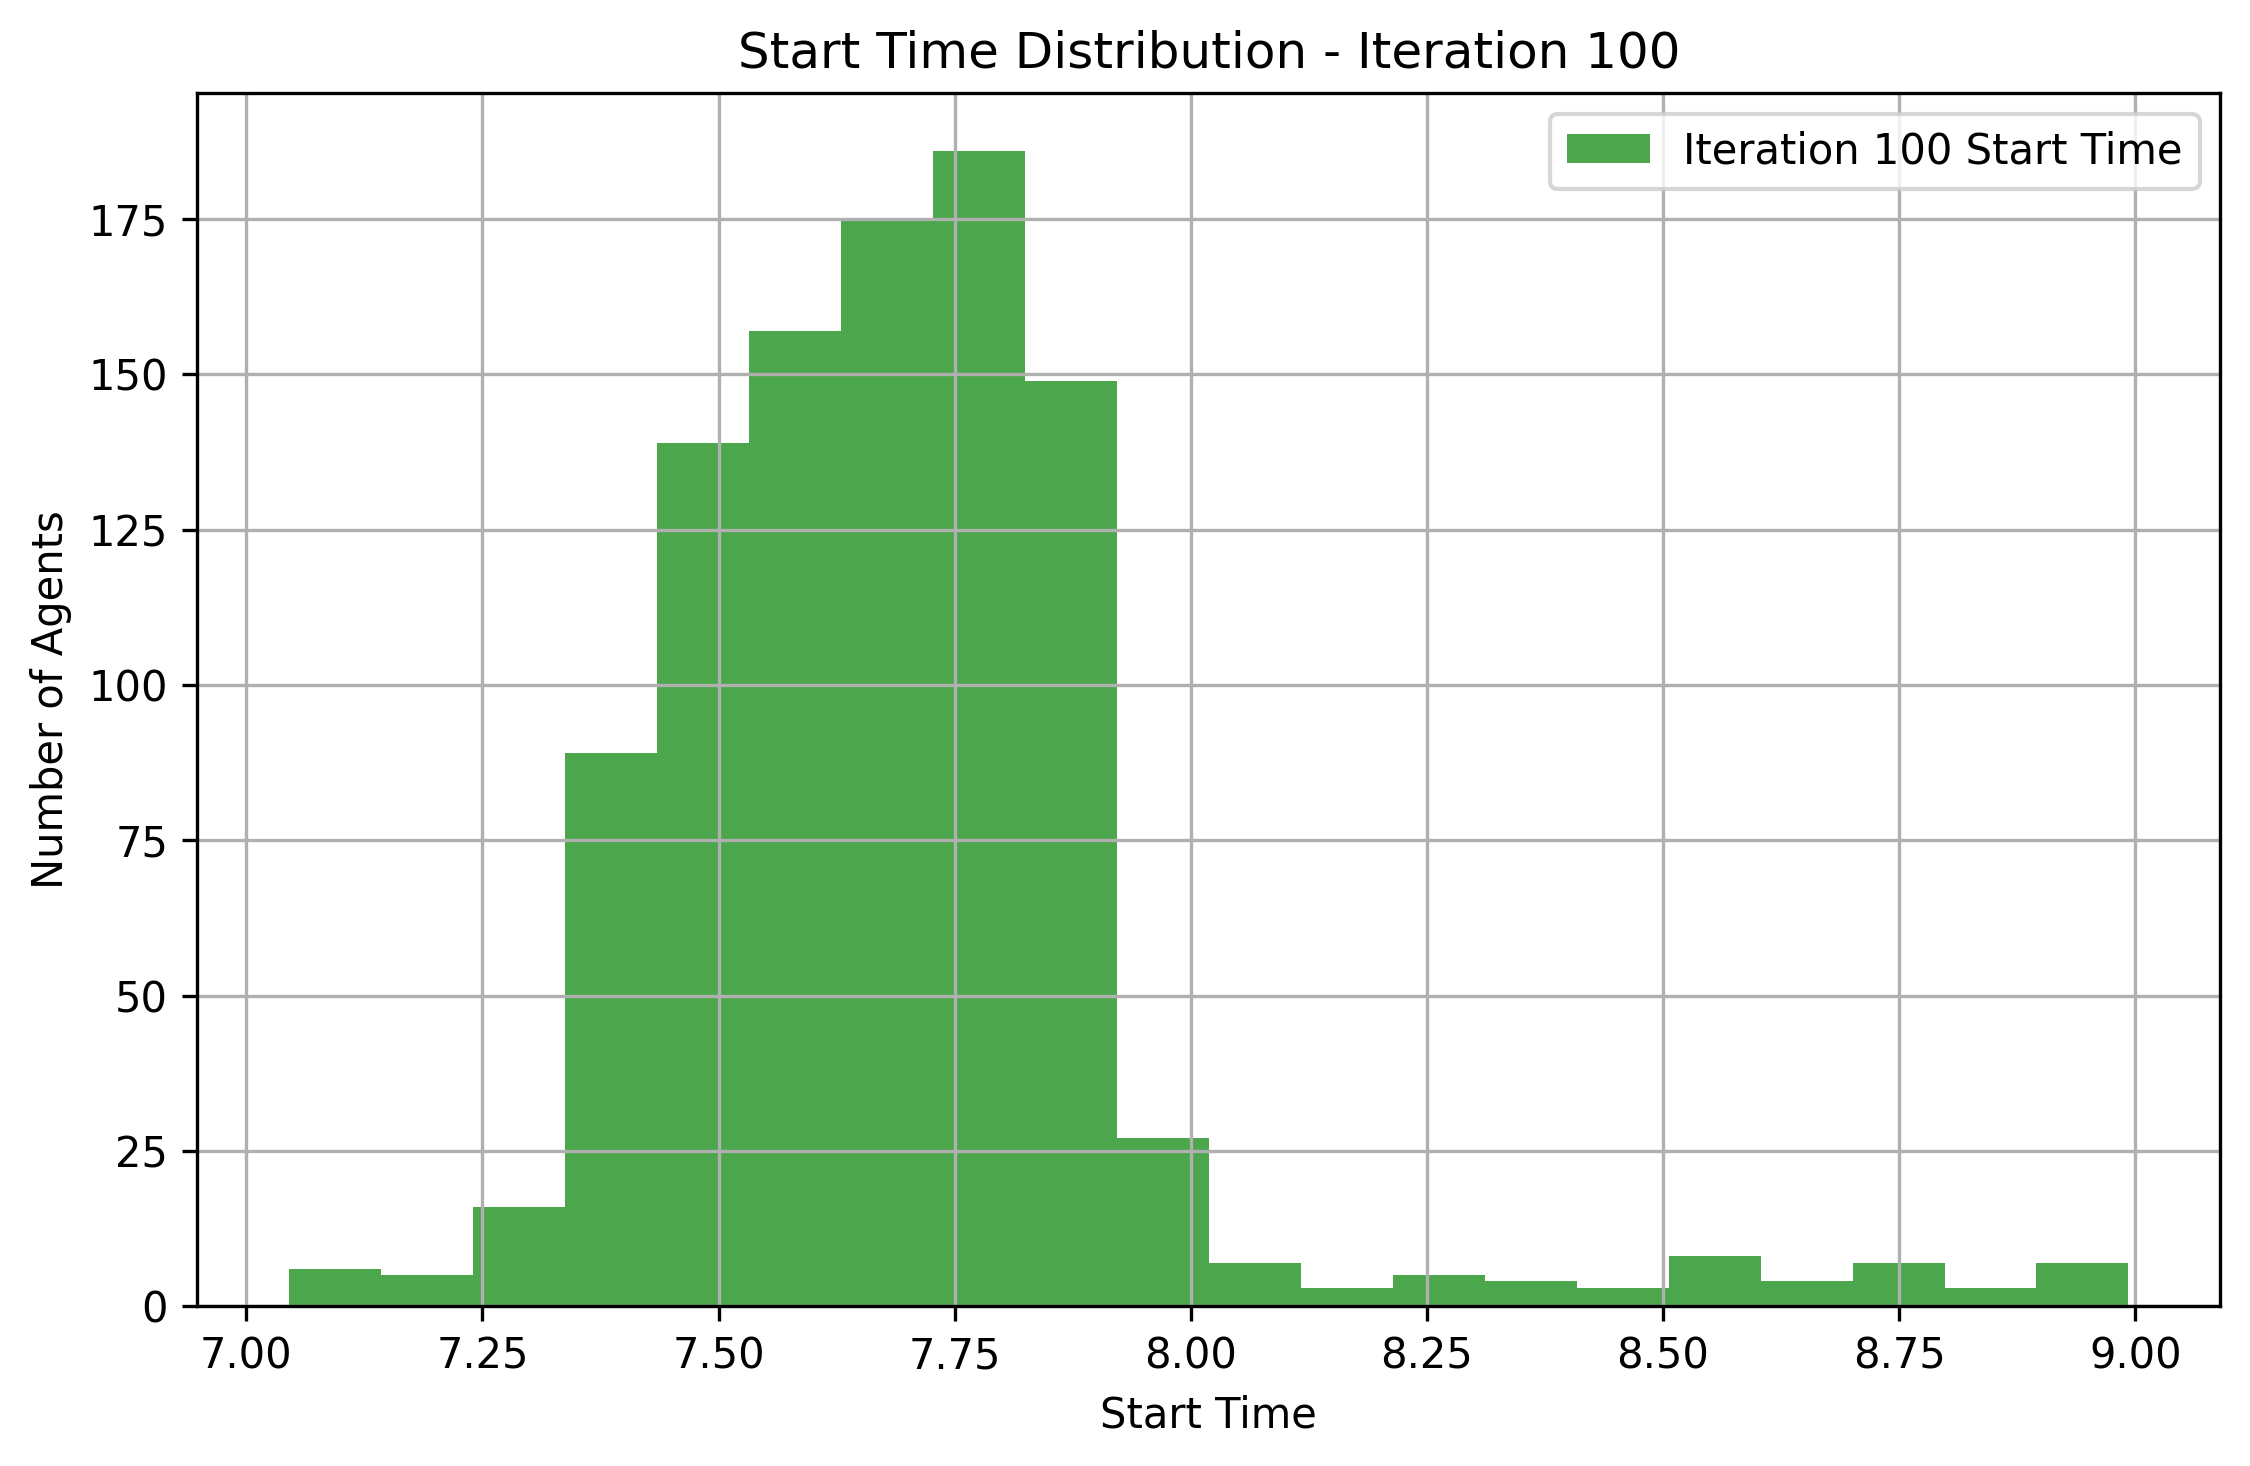 Start Time Distribution - Iteration 100
Iteration 100 Start Time
Number of Agents
175
150
125
100
75
50
25
0
7.00 7.25 7.50 7.75 8.00 8.25 8.50 8.75 9.00
Start Time